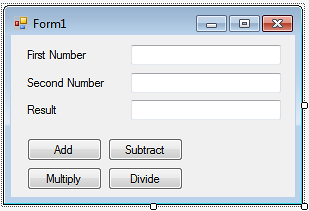 Form1
First Number
Second Number
Result
Add Subtract
Multiply Divide